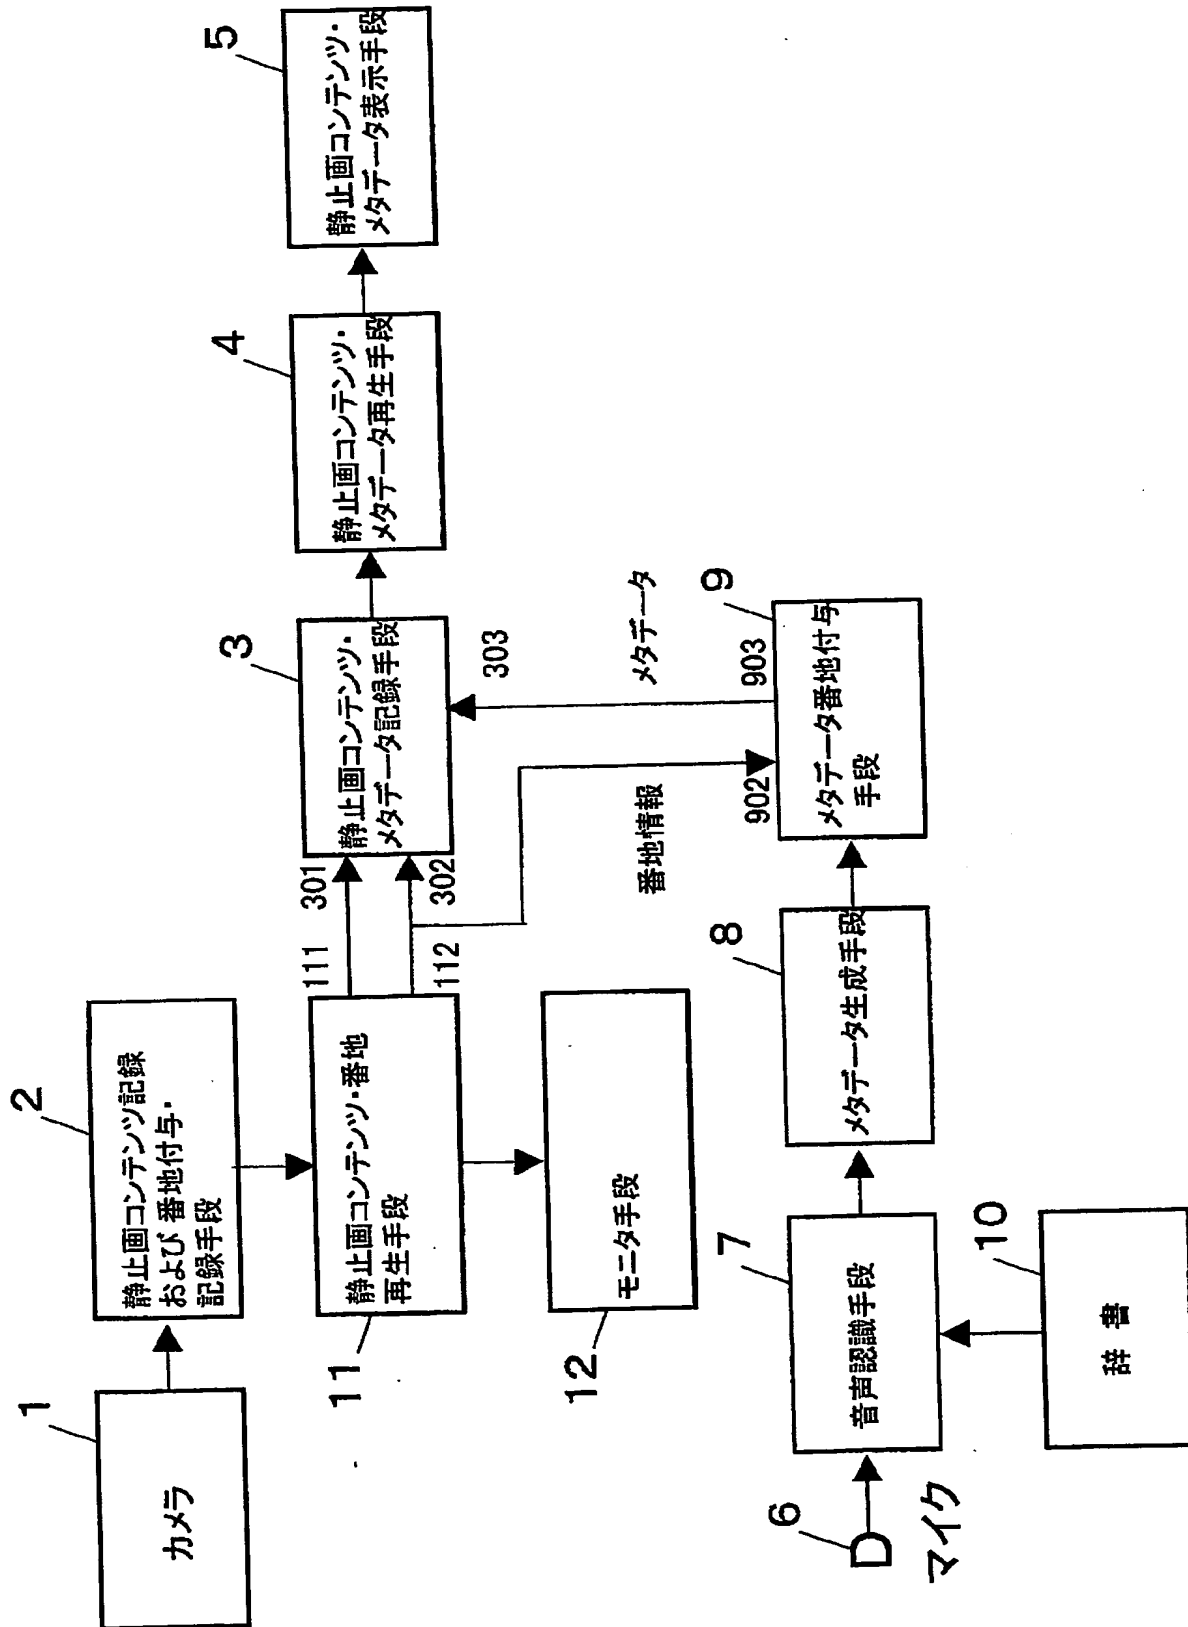 1
カメラ
2
静止画コンテンツ記録
および番地付与・
記録手段
11
静止画コンテンツ・番地
再生手段
111
112
12
モニタ手段
301
302
3
静止画コンテンツ・
メタデータ記録手段
303
4
静止画コンテンツ・
メタデータ再生手段
5
静止画コンテンツ・
メタデータ表示手段
番地情報
メタデータ
6
マイク
7
音声認識手段
10
辞 書
8
メタデータ生成手段
902
903
9
メタデータ番地付与
手段